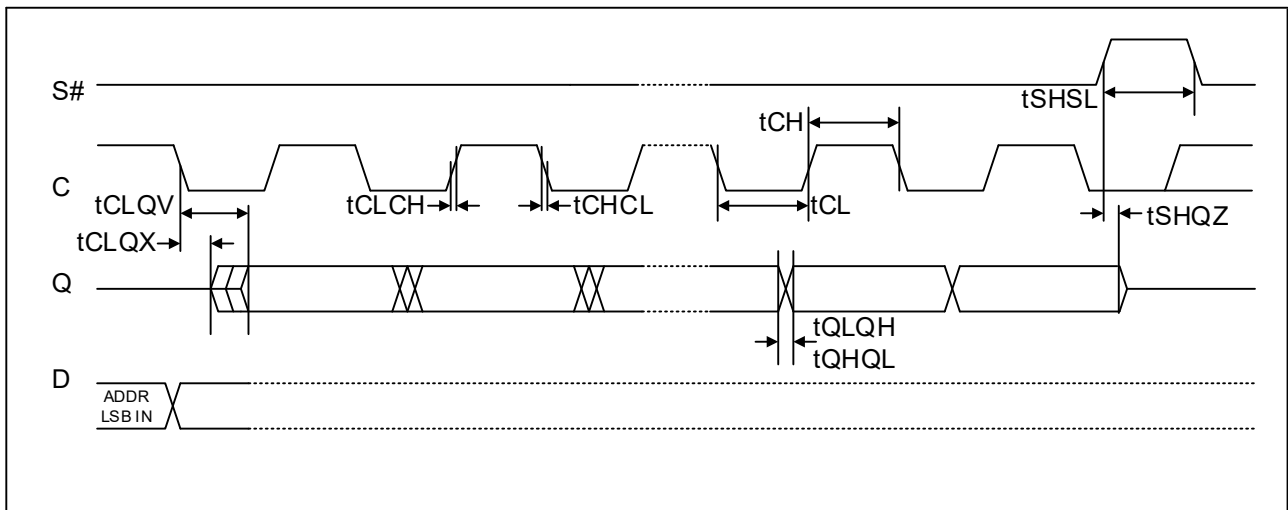 S#
tSHSL
tCH
C
tCLQV
tCLCH
tCHCL
tCL
tSHQZ
tCLQX
Q
tQLQH
tQHQL
D
ADDR
LSB IN